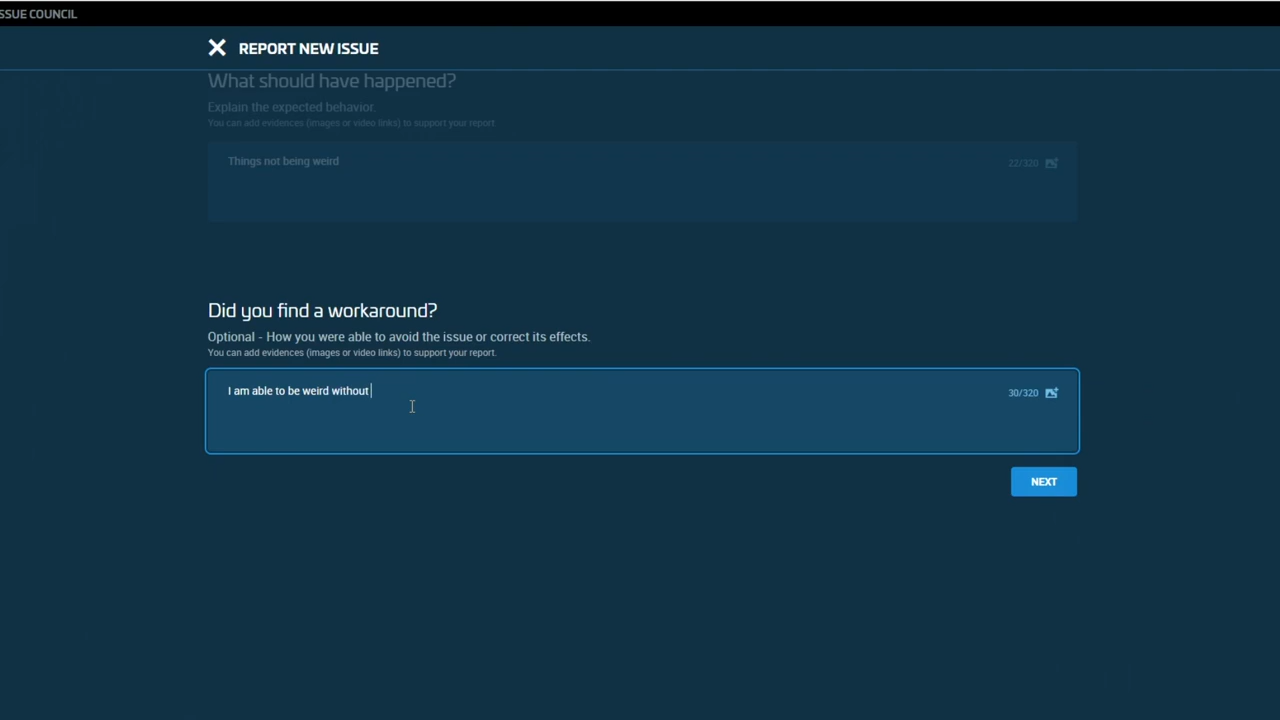 SSUE COUNCIL
REPORT NEW ISSUE
What should have happened?
Explain the expected behavior.
You can add evidences (images or video links) to support your report.
Things not being weird
22/320
Did you find a workaround?
Optional - How you were able to avoid the issue or correct its effects.
You can add evidences (images or video links) to support your report.
I am able to be weird without
30/320
NEXT